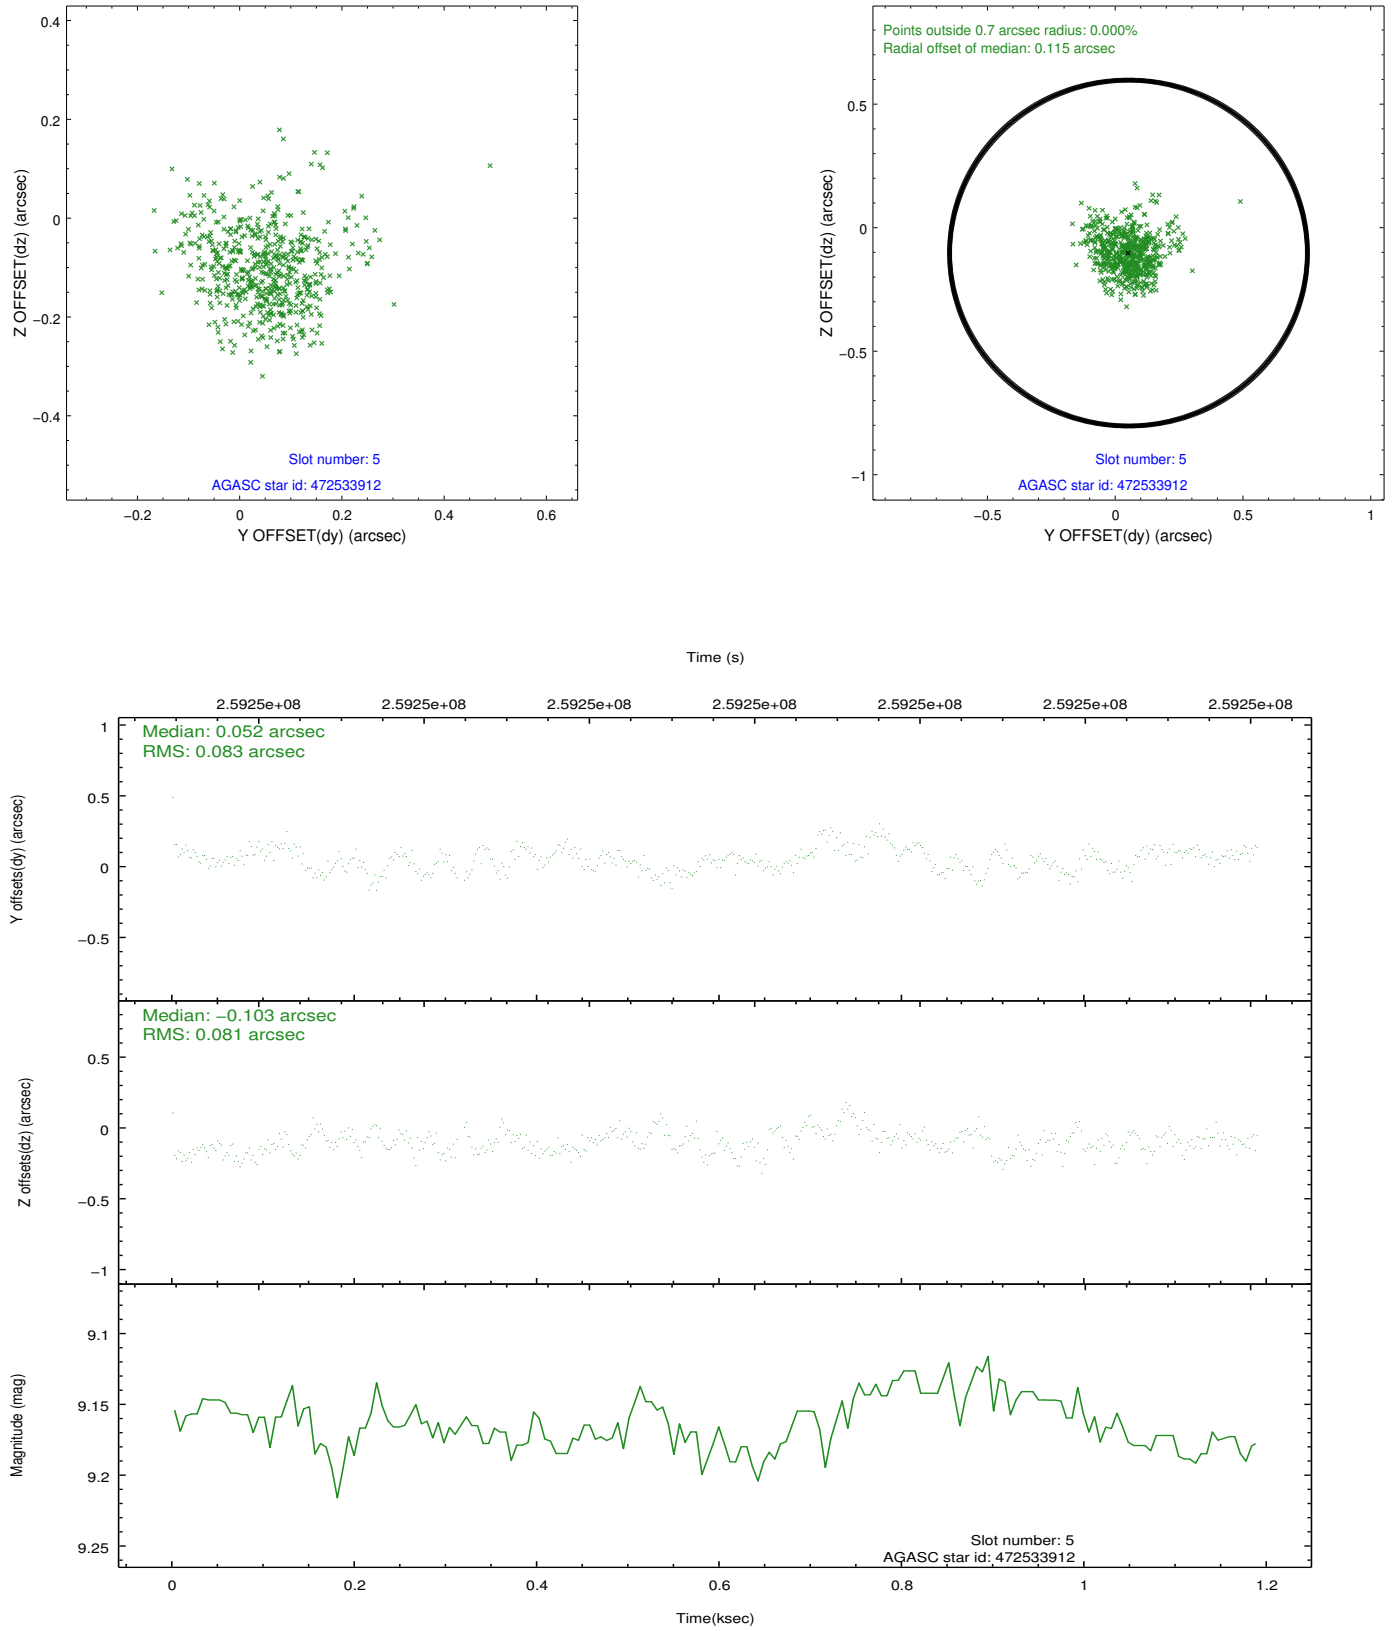 0.4
0.2
0
−0.2
−0.4
Z OFFSET(dz) (arcsec)
Slot number: 5
AGASC star id: 472533912
−0.2 0 0.2 0.4 0.6
Y OFFSET(dy) (arcsec)
Points outside 0.7 arcsec radius: 0.000%
Radial offset of median: 0.115 arcsec
0.5
0
−0.5
−1
Z OFFSET(dz) (arcsec)
Slot number: 5
AGASC star id: 472533912
−0.5 0 0.5 1
Y OFFSET(dy) (arcsec)
Time (s)
2.5925e+08 2.5925e+08 2.5925e+08 2.5925e+08 2.5925e+08 2.5925e+08 2.5925e+08
Median: 0.052 arcsec
RMS: 0.083 arcsec
1
0.5
0
−0.5
Y offsets(dy) (arcsec)
Median: −0.103 arcsec
RMS: 0.081 arcsec
0.5
0
−0.5
−1
Z offsets(dz) (arcsec)
9.1
9.15
9.2
9.25
Magnitude (mag)
Slot number: 5
AGASC star id: 472533912
0 0.2 0.4 0.6 0.8 1 1.2
Time(ksec)